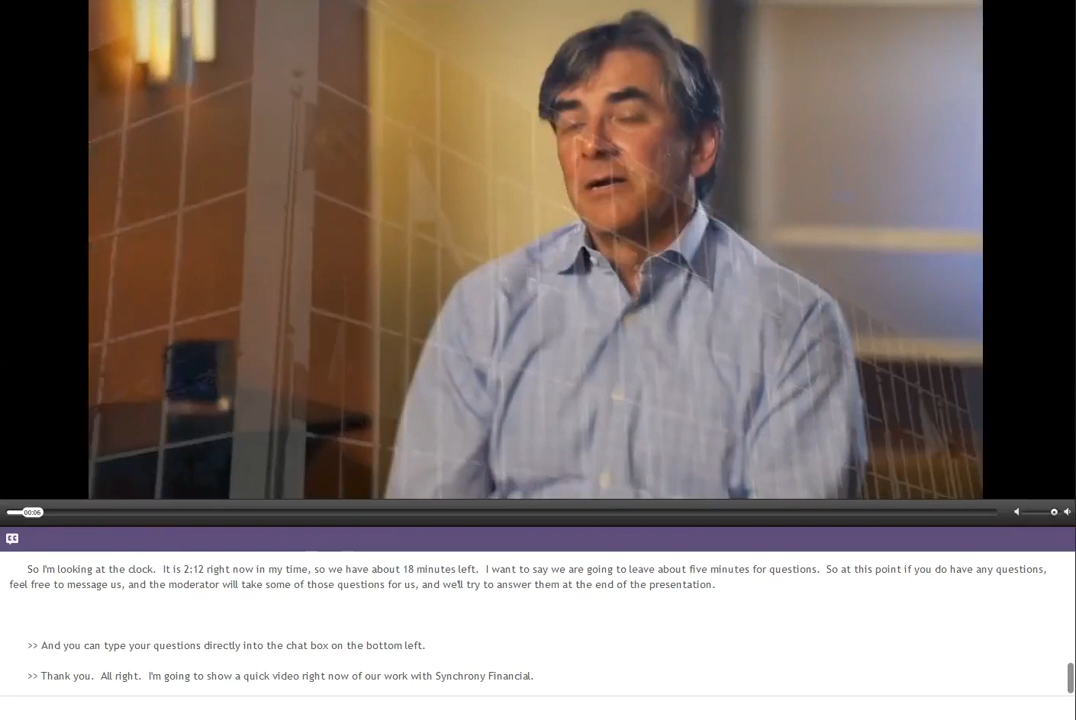 00:06
CC
So I'm looking at the clock.  It is 2:12 right now in my time, so we have about 18 minutes left.  I want to say we are going to leave about five minutes for questions.  So at this point if you do have any questions,
feel free to message us, and the moderator will take some of those questions for us, and we'll try to answer them at the end of the presentation.
>> And you can type your questions directly into the chat box on the bottom left.
>> Thank you.  All right.  I'm going to show a quick video right now of our work with Synchrony Financial.